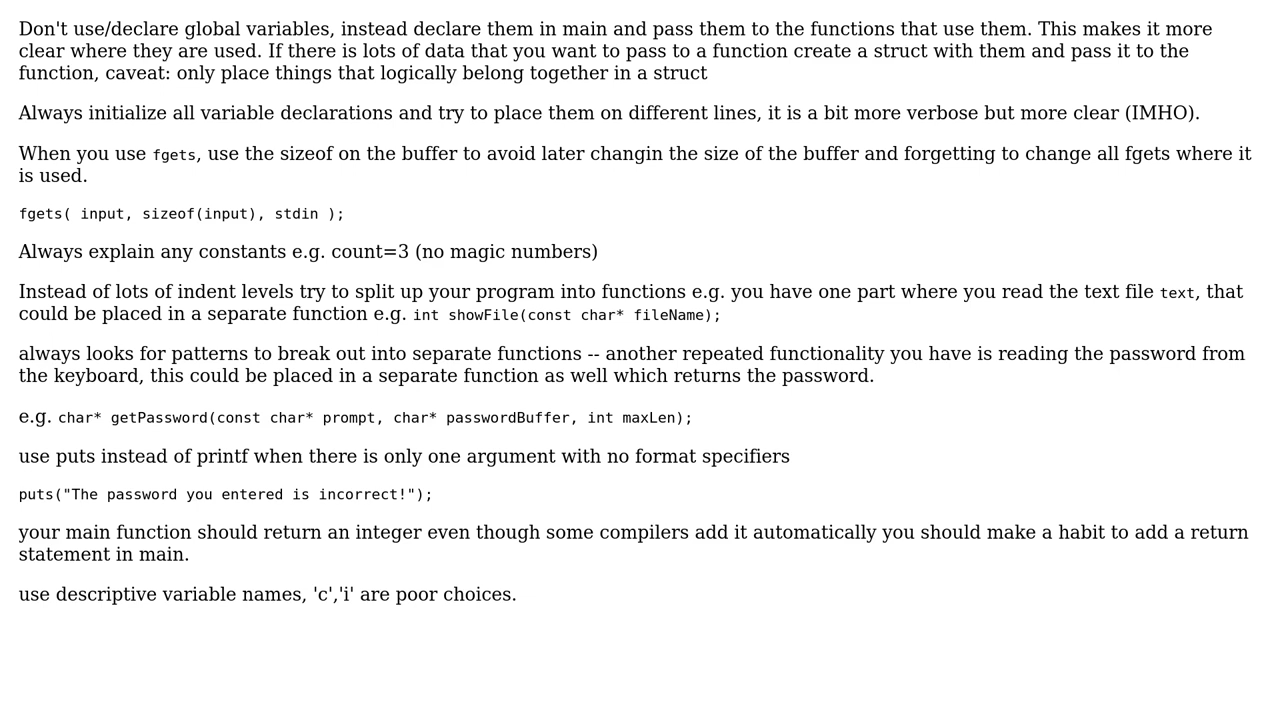 Don't use/declare global variables, instead declare them in main and pass them to the functions that use them. This makes it more
clear where they are used. If there is lots of data that you want to pass to a function create a struct with them and pass it to the
function, caveat: only place things that logically belong together in a struct
Always initialize all variable declarations and try to place them on different lines, it is a bit more verbose but more clear (IMHO).
When you use fgets, use the sizeof on the buffer to avoid later changin the size of the buffer and forgetting to change all fgets where it
is used.
fgets( input, sizeof(input), stdin );
Always explain any constants e.g. count=3 (no magic numbers)
Instead of lots of indent levels try to split up your program into functions e.g. you have one part where you read the text file text, that
could be placed in a separate function e.g. int showFile(const char* fileName);
always looks for patterns to break out into separate functions -- another repeated functionality you have is reading the password from
the keyboard, this could be placed in a separate function as well which returns the password.
e.g. char* getPassword(const char* prompt, char* passwordBuffer, int maxLen);
use puts instead of printf when there is only one argument with no format specifiers
puts("The password you entered is incorrect!");
your main function should return an integer even though some compilers add it automatically you should make a habit to add a return
statement in main.
use descriptive variable names, 'c','i' are poor choices.